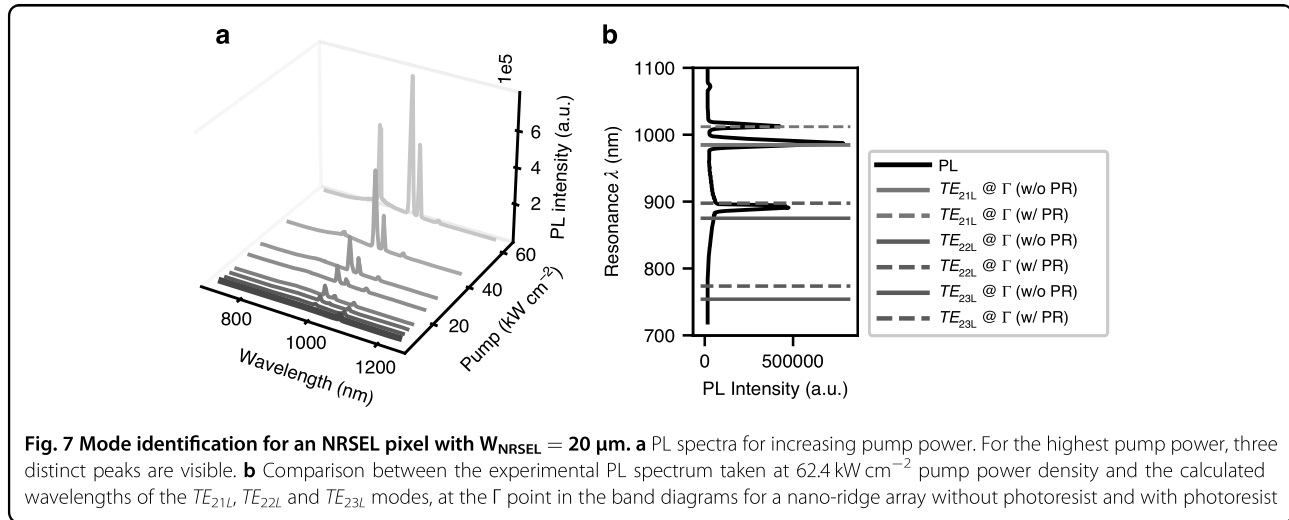 a
1e5
6
4
2
PL intensity (a.u.)
60
40
20
Pump (kW cm⁻²)
800
1000
1200
Wavelength (nm)
b
1100
1000
900
800
700
Resonance λ (nm)
0 500000
PL Intensity (a.u.)
PL
TE₂₁L @ Γ (w/o PR)
TE₂₁L @ Γ (w/ PR)
TE₂₂L @ Γ (w/o PR)
TE₂₂L @ Γ (w/ PR)
TE₂₃L @ Γ (w/o PR)
TE₂₃L @ Γ (w/ PR)
Fig. 7 Mode identification for an NRSEL pixel with W_NRSEL = 20 µm. a PL spectra for increasing pump power. For the highest pump power, three
distinct peaks are visible. b Comparison between the experimental PL spectrum taken at 62.4 kW cm⁻² pump power density and the calculated
wavelengths of the TE₂₁L, TE₂₂L and TE₂₃L modes, at the Γ point in the band diagrams for a nano-ridge array without photoresist and with photoresist